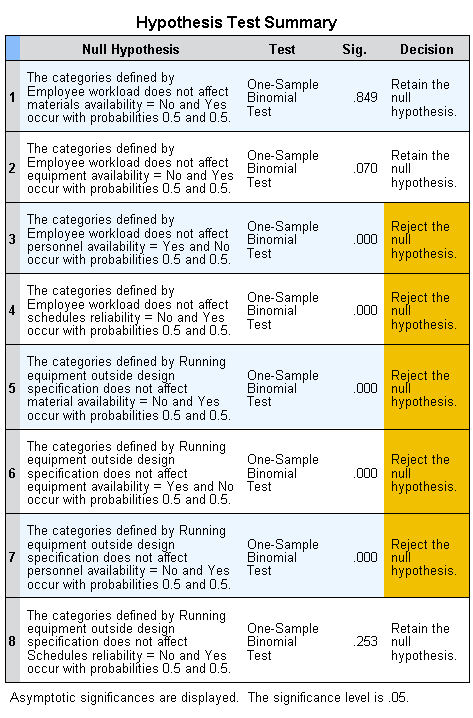 Hypothesis Test Summary
Null Hypothesis Test Sig. Decision
1
The categories defined by
Employee workload does not affect
materials availability = No and Yes
occur with probabilities 0.5 and 0.5.
One-Sample
Binomial
Test
.849
Retain the
null
hypothesis.
2
The categories defined by
Employee workload does not affect
equipment availability = No and Yes
occur with probabilities 0.5 and 0.5.
One-Sample
Binomial
Test
.070
Retain the
null
hypothesis.
3
The categories defined by
Employee workload does not affect
personnel availability = Yes and No
occur with probabilities 0.5 and 0.5.
One-Sample
Binomial
Test
.000
Reject the
null
hypothesis.
4
The categories defined by
Employee workload does not affect
schedules reliability = No and Yes
occur with probabilities 0.5 and 0.5.
One-Sample
Binomial
Test
.000
Reject the
null
hypothesis.
5
The categories defined by Running
equipment outside design
specification does not affect
material availability = No and Yes
occur with probabilities 0.5 and 0.5.
One-Sample
Binomial
Test
.000
Reject the
null
hypothesis.
6
The categories defined by Running
equipment outside design
specification does not affect
equipment availability = Yes and No
occur with probabilities 0.5 and 0.5.
One-Sample
Binomial
Test
.000
Reject the
null
hypothesis.
7
The categories defined by Running
equipment outside design
specification does not affect
personnel availability = No and Yes
occur with probabilities 0.5 and 0.5.
One-Sample
Binomial
Test
.000
Reject the
null
hypothesis.
8
The categories defined by Running
equipment outside design
specification does not affect
Schedules reliability = No and Yes
occur with probabilities 0.5 and 0.5.
One-Sample
Binomial
Test
.253
Retain the
null
hypothesis.
Asymptotic significances are displayed. The significance level is .05.